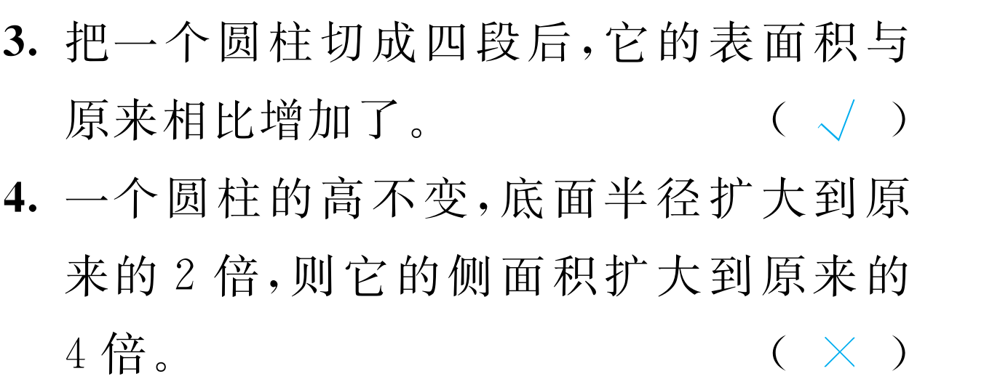 3. 把一个圆柱切成四段后,它的表面积与
原来相比增加了。 ( √ )
4. 一个圆柱的高不变,底面半径扩大到原
来的 2 倍,则它的侧面积扩大到原来的
4 倍。 ( × )